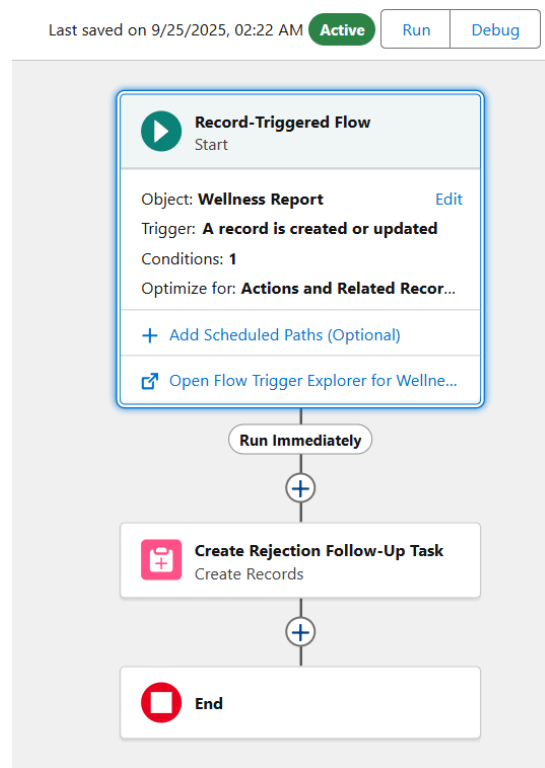 Last saved on 9/25/2025, 02:22 AM Active Run Debug
Record-Triggered Flow
Start
Object: Wellness Report Edit
Trigger: A record is created or updated
Conditions: 1
Optimize for: Actions and Related Recor...
+ Add Scheduled Paths (Optional)
Open Flow Trigger Explorer for Wellne...
Run Immediately
Create Rejection Follow-Up Task
Create Records
End